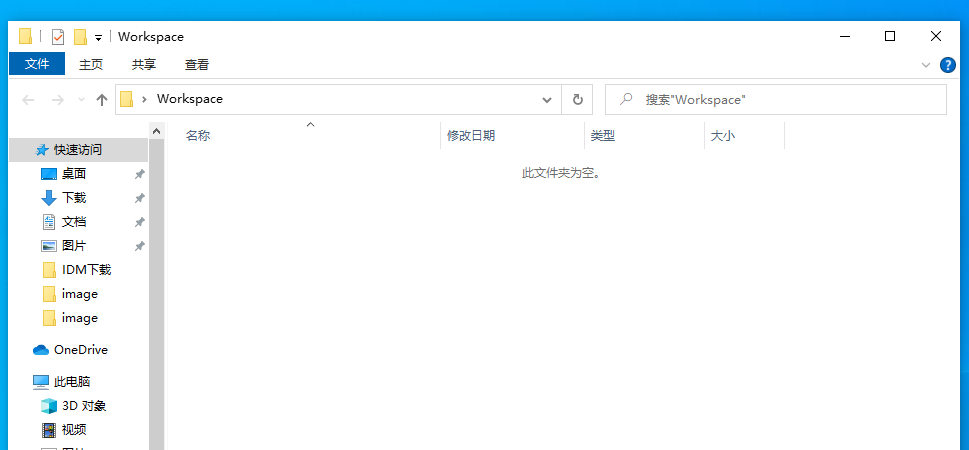 Workspace
文件 主页 共享 查看
Workspace 搜索"Workspace"
名称 修改日期 类型 大小
此文件夹为空。
快速访问
桌面
下载
文档
图片
IDM下载
image
image
OneDrive
此电脑
3D 对象
视频